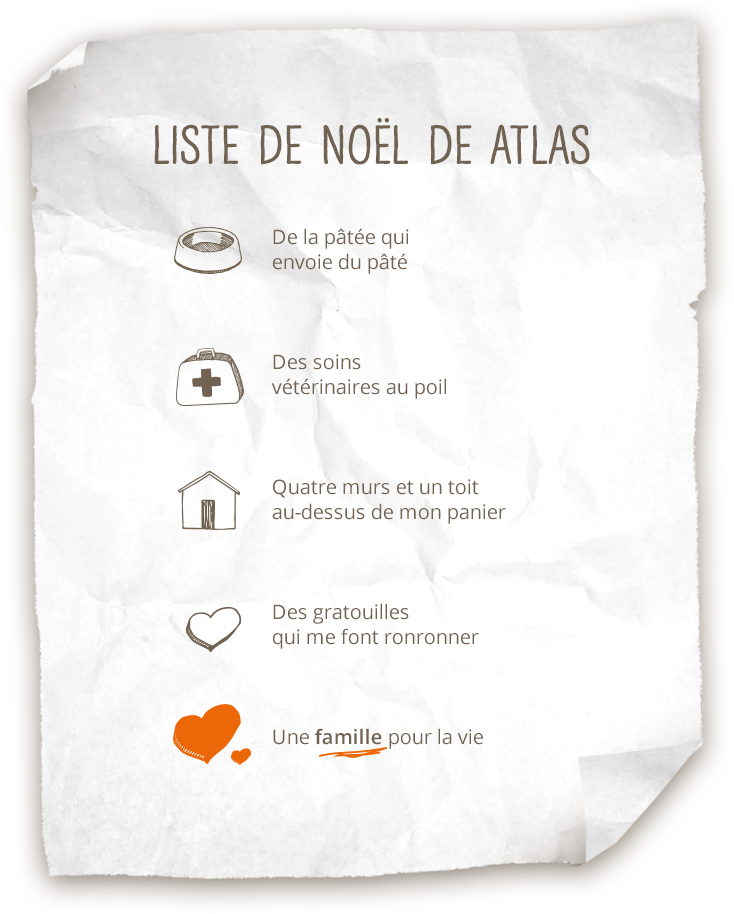 LISTE DE NOËL DE ATLAS
De la pâtée qui
envoie du pâté
Des soins
vétérinaires au poil
Quatre murs et un toit
au-dessus de mon panier
Des gratouilles
qui me font ronronner
Une famille pour la vie